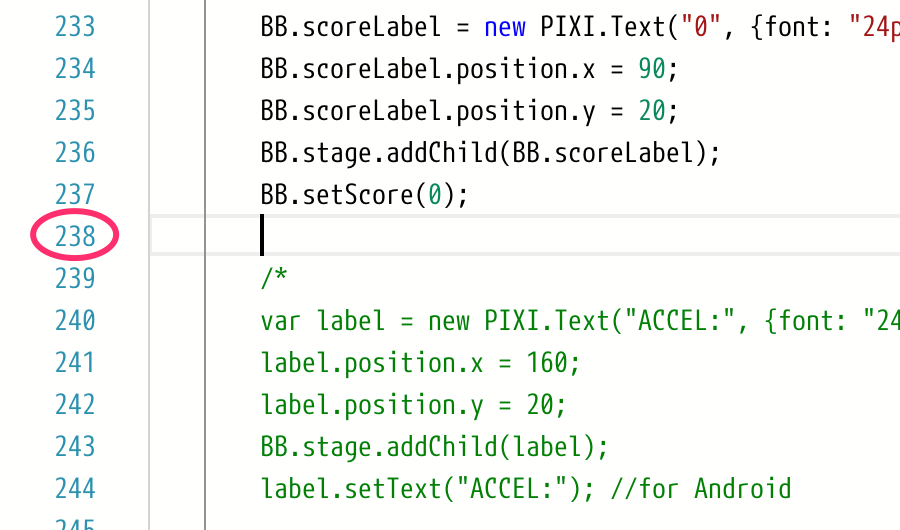 233 BB.scoreLabel = new PIXI.Text("0", {font: "24p
234 BB.scoreLabel.position.x = 90;
235 BB.scoreLabel.position.y = 20;
236 BB.stage.addChild(BB.scoreLabel);
237 BB.setScore(0);
238
239 /*
240 var label = new PIXI.Text("ACCEL:", {font: "24
241 label.position.x = 160;
242 label.position.y = 20;
243 BB.stage.addChild(label);
244 label.setText("ACCEL:"); //for Android
245